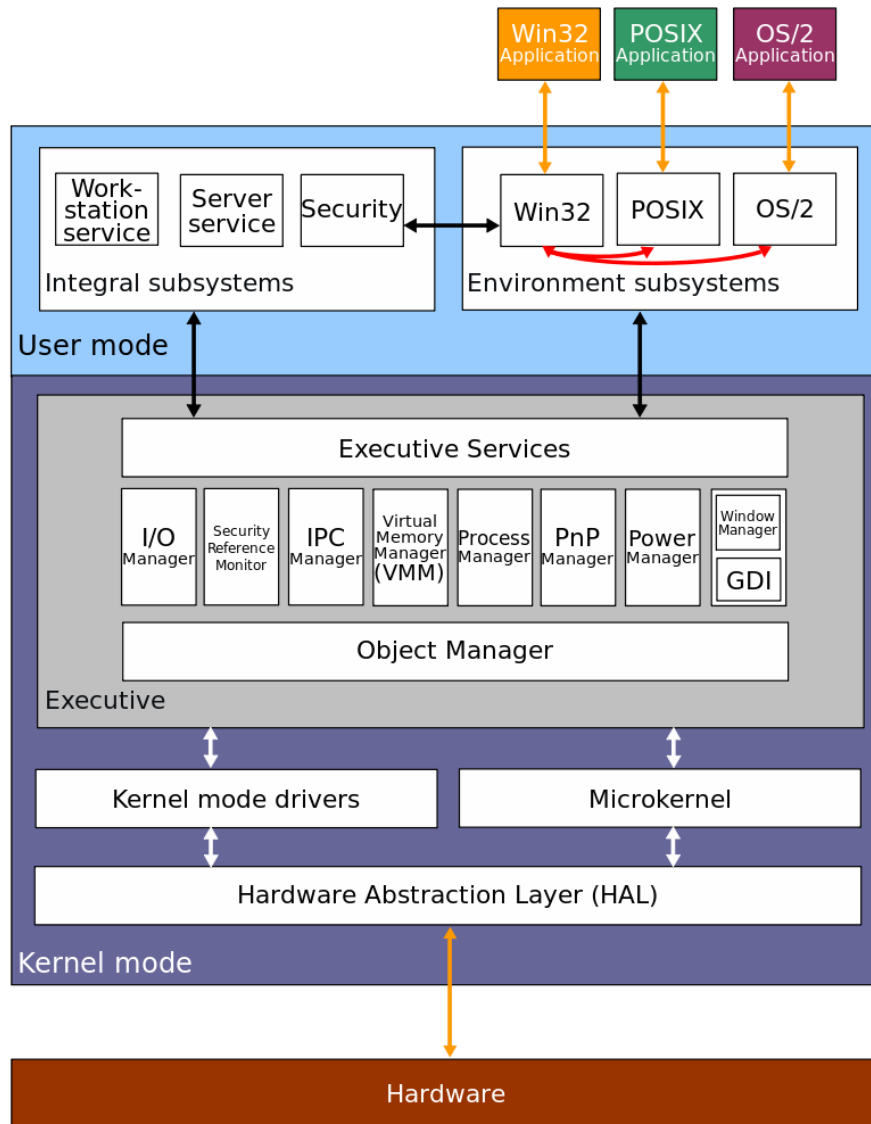 Win32
Application
POSIX
Application
OS/2
Application
Work-
station
service
Server
service
Security
Integral subsystems
Win32
POSIX
OS/2
Environment subsystems
User mode
Executive Services
I/O
Manager
Security
Reference
Monitor
IPC
Manager
Virtual
Memory
Manager
(VMM)
Process
Manager
PnP
Manager
Power
Manager
Window
Manager
GDI
Object Manager
Executive
Kernel mode drivers
Microkernel
Hardware Abstraction Layer (HAL)
Kernel mode
Hardware